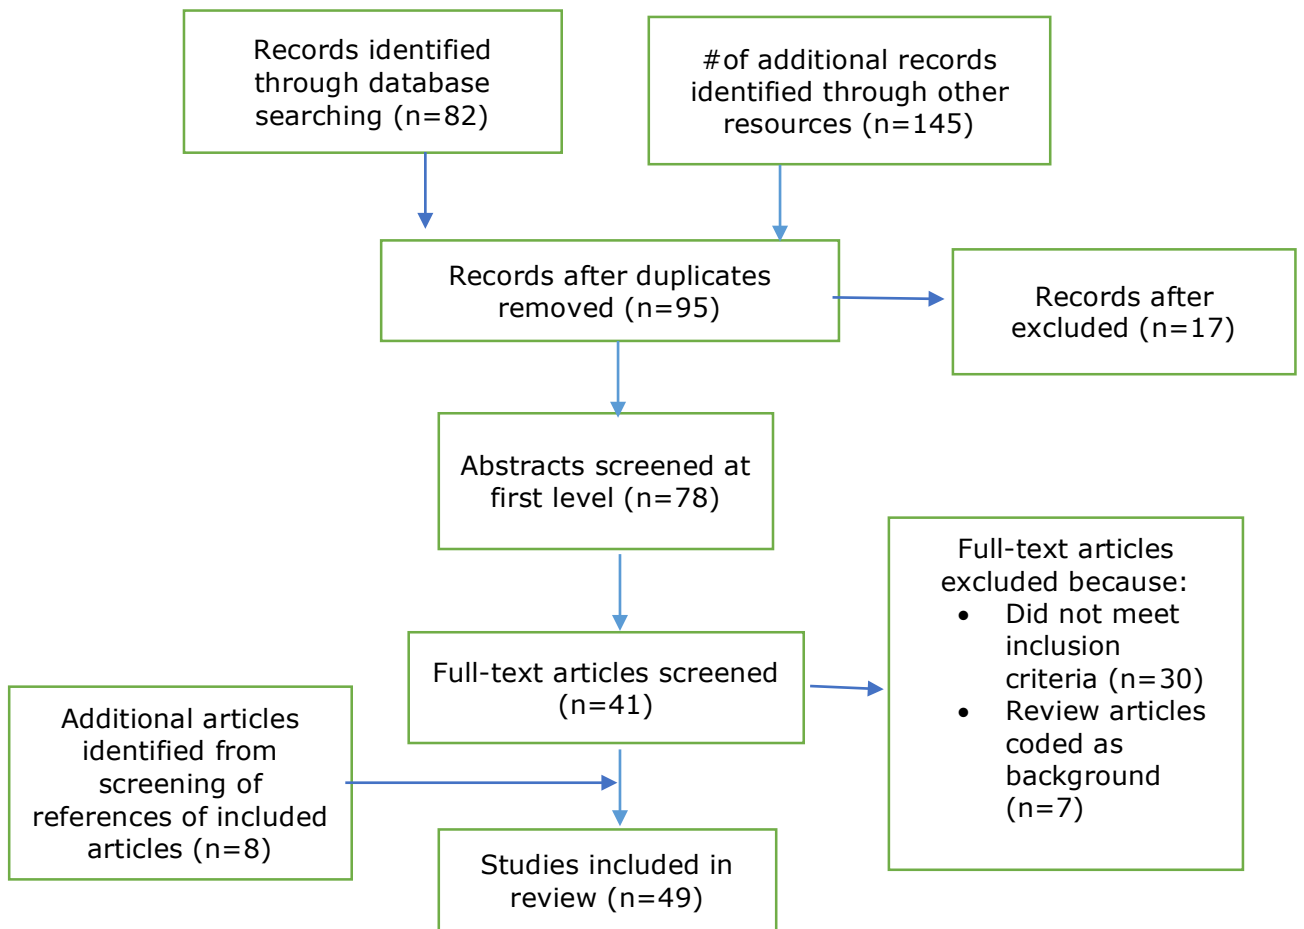 Records identified
through database
searching (n=82)
#of additional records
identified through other
resources (n=145)
Records after duplicates
removed (n=95)
Records after
excluded (n=17)
Abstracts screened at
first level (n=78)
Full-text articles
excluded because:
• Did not meet
inclusion
criteria (n=30)
• Review articles
coded as
background
(n=7)
Full-text articles screened
(n=41)
Additional articles
identified from
screening of
references of included
articles (n=8)
Studies included in
review (n=49)